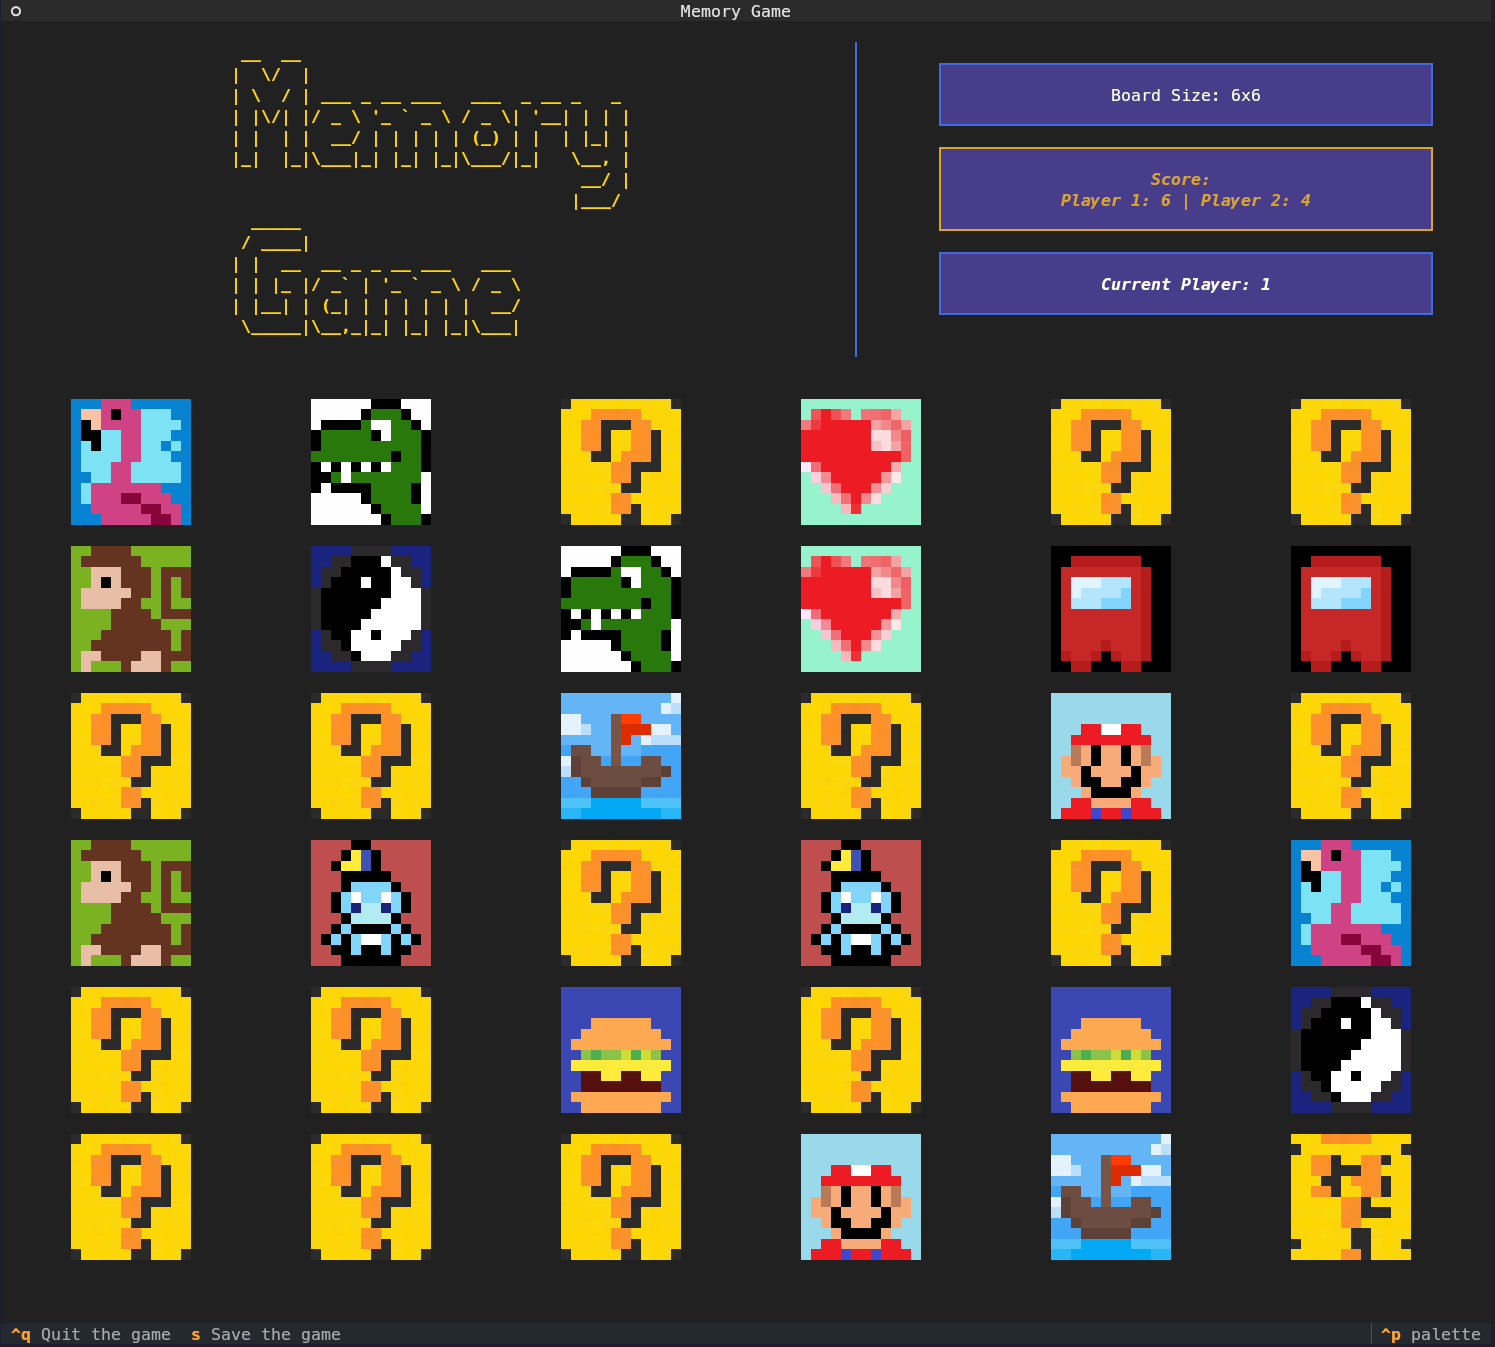 Memory Game
Memory
Game
Board Size: 6x6
Score:
Player 1: 6 | Player 2: 4
Current Player: 1
? ? ?
? ? ? ?
? ?
? ? ?
? ? ? ?
^q Quit the game s Save the game ^p palette